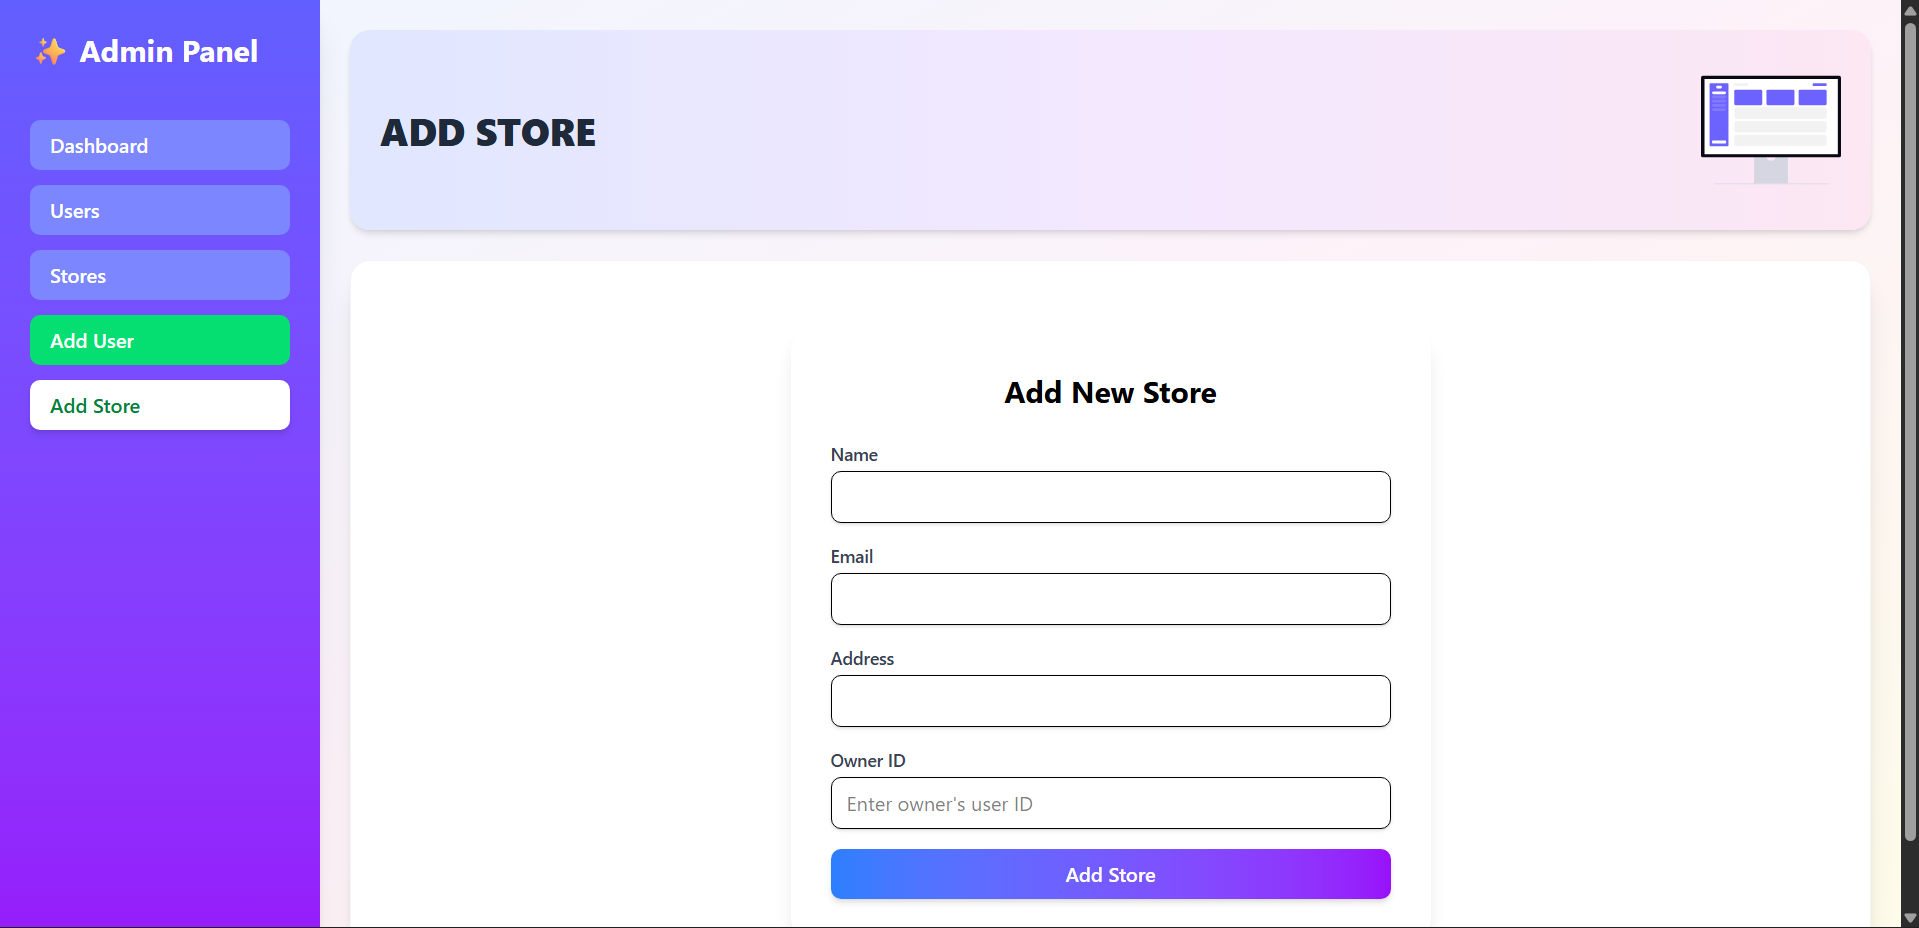 ✨ Admin Panel
Dashboard
Users
Stores
Add User
Add Store
ADD STORE
Add New Store
Name
Email
Address
Owner ID
Enter owner's user ID
Add Store